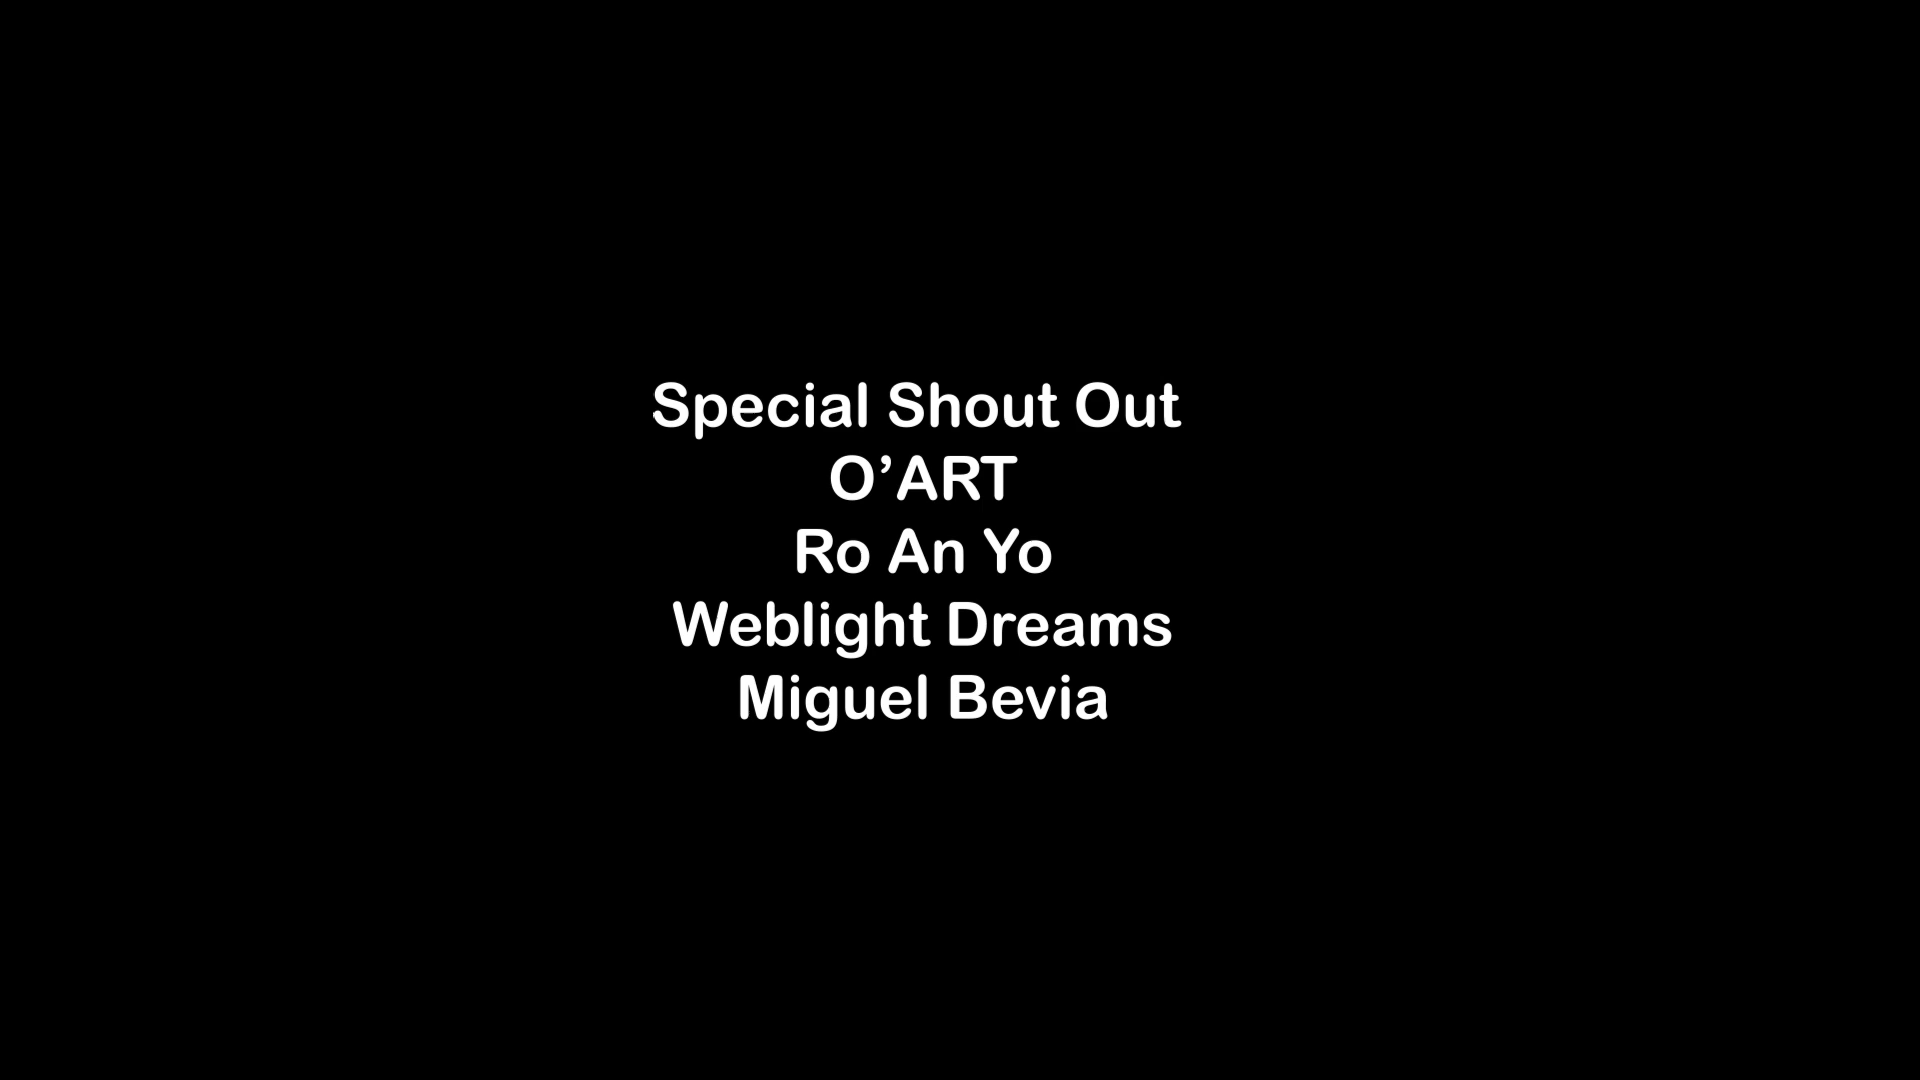 Special Shout Out
O’ART
Ro An Yo
Weblight Dreams
Miguel Bevia